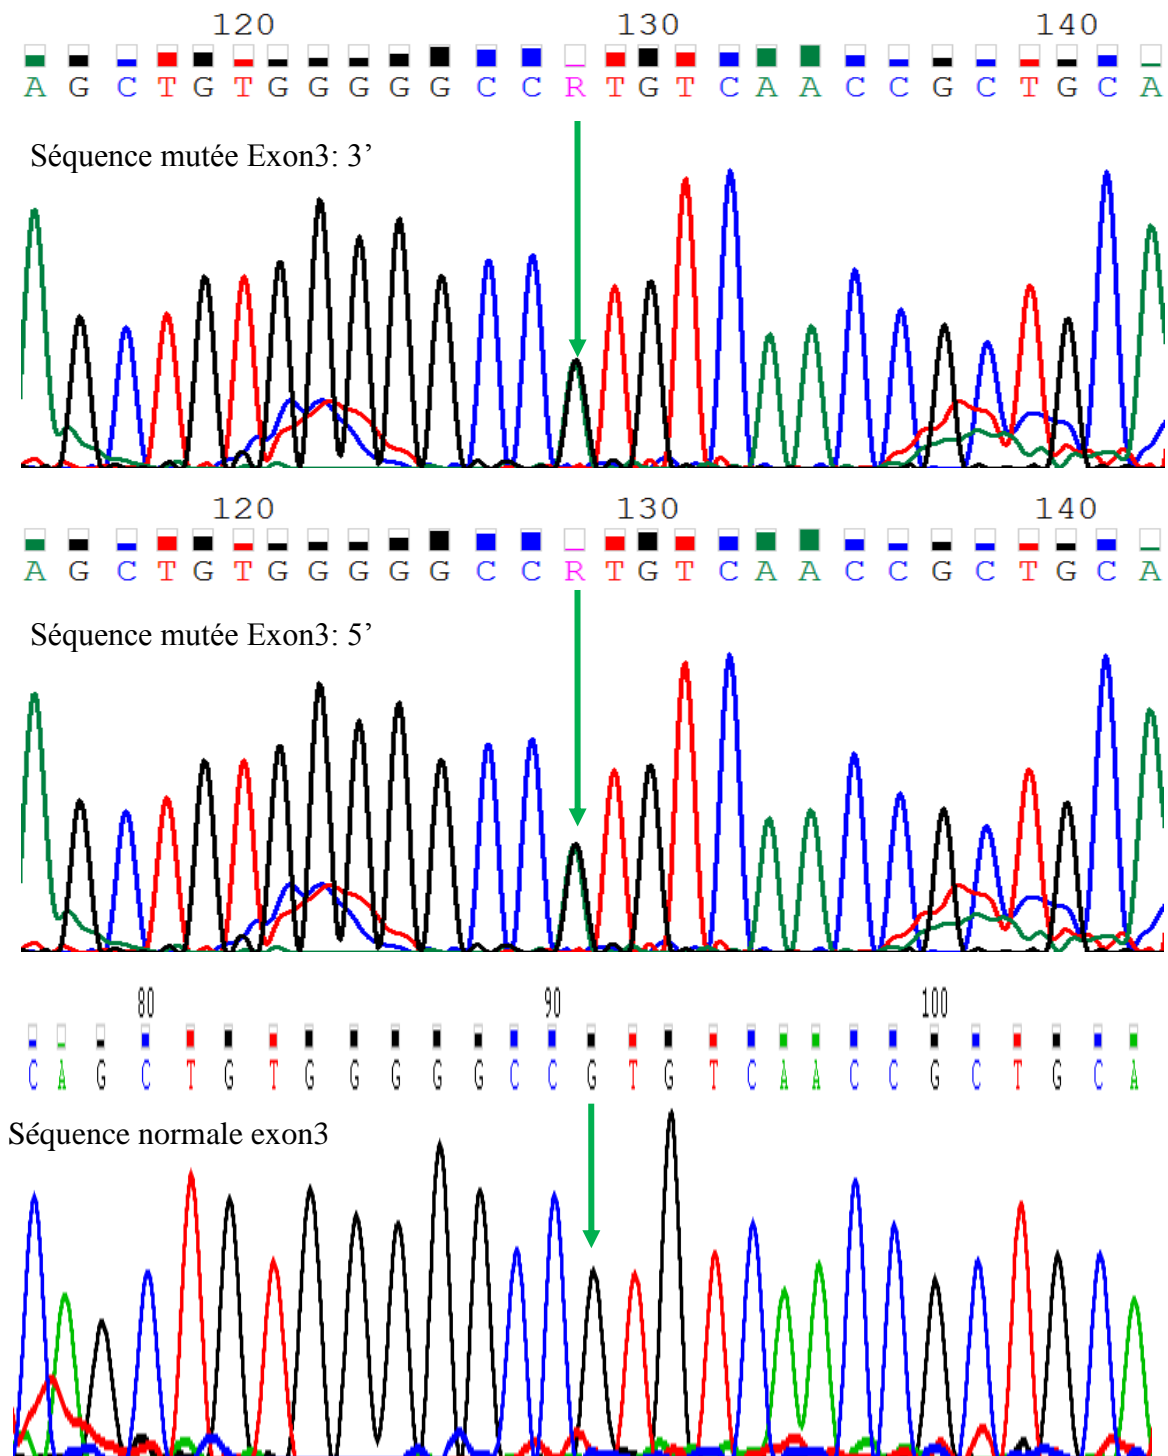 120 130 140
A G C T G T G G G G G C C R T G T C A A C C G C T G C A
Séquence mutée Exon3: 3’
120 130 140
A G C T G T G G G G G C C R T G T C A A C C G C T G C A
Séquence mutée Exon3: 5’
80 90 100
C A G C T G T G G G G G C C G T G T C A A C C G C T G C A
Séquence normale exon3